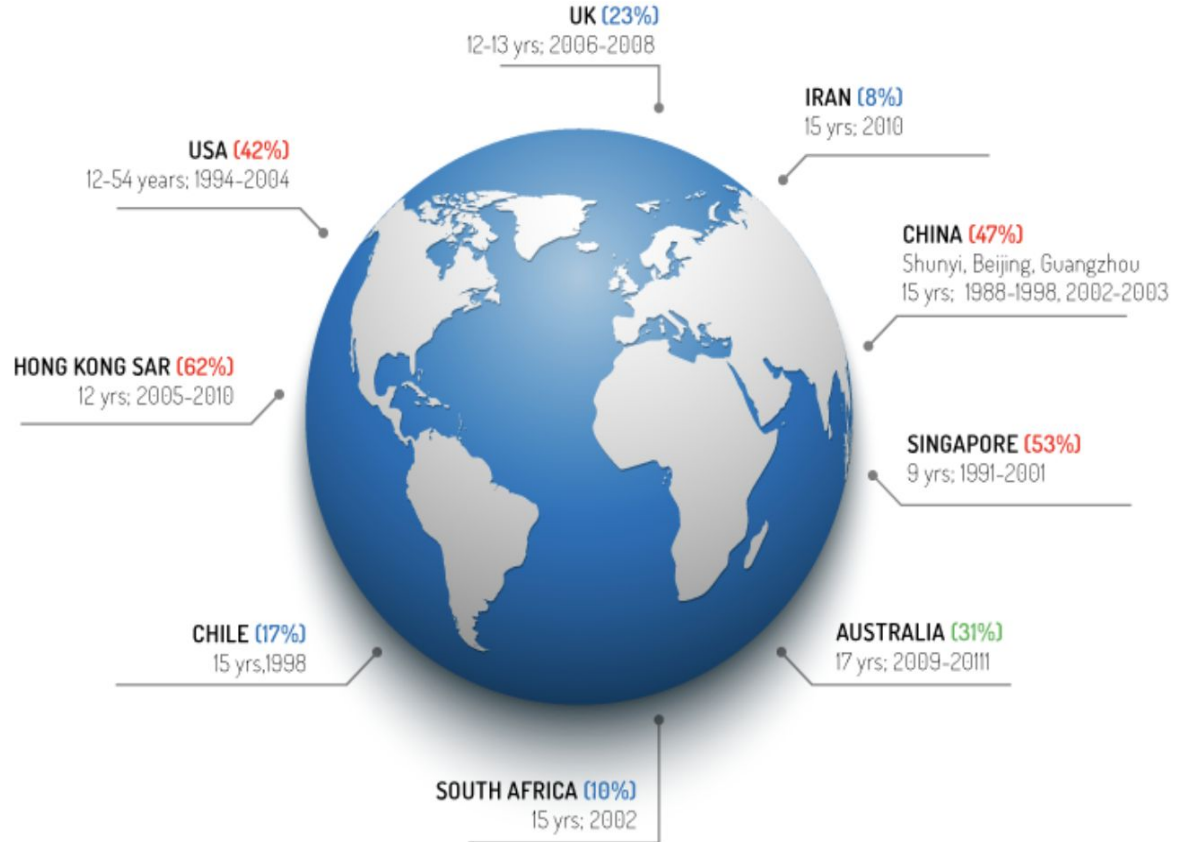 UK (23%)
12-13 yrs; 2006-2008
IRAN (8%)
15 yrs; 2010
USA (42%)
12-54 years; 1994-2004
CHINA (47%)
Shunyi, Beijing, Guangzhou
15 yrs; 1988-1998, 2002-2003
HONG KONG SAR (62%)
12 yrs; 2005-2010
SINGAPORE (53%)
9 yrs; 1991-2001
CHILE (17%)
15 yrs,1998
AUSTRALIA (31%)
17 yrs; 2009-20111
SOUTH AFRICA (10%)
15 yrs; 2002